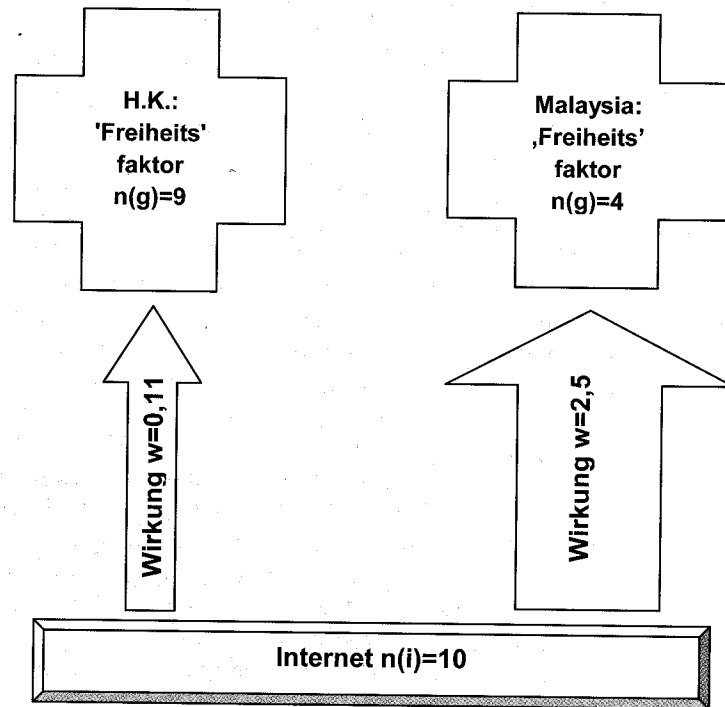 H.K.:
'Freiheits'
faktor
n(g)=9
Malaysia:
‚Freiheits’
faktor
n(g)=4
Wirkung w=0,11
Wirkung w=2,5
Internet n(i)=10